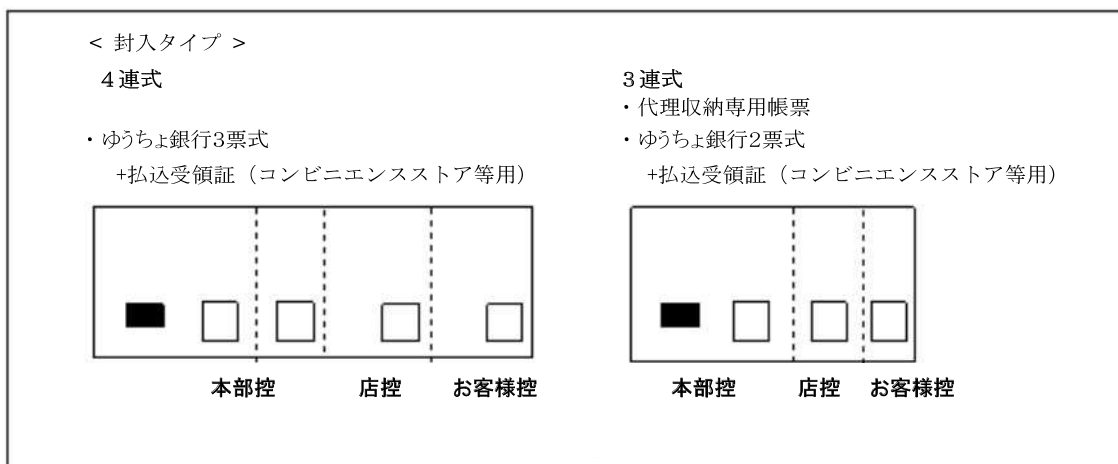 < 封入タイプ >
４連式
・ゆうちょ銀行3票式
+払込受領証（コンビニエンスストア等用）
本部控 店控 お客様控
３連式
・代理収納専用帳票
・ゆうちょ銀行2票式
+払込受領証（コンビニエンスストア等用）
本部控 店控 お客様控